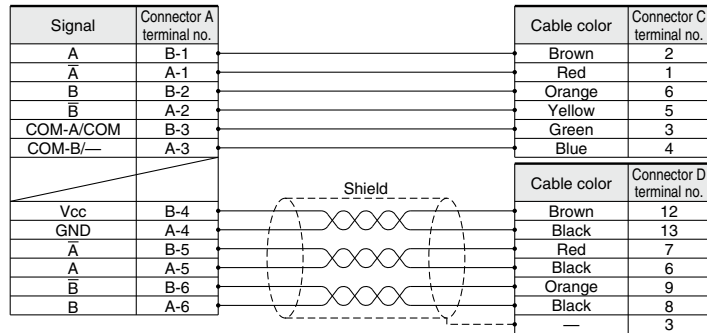 Signal Connector A terminal no. Cable color Connector C terminal no.
A B-1 Brown 2
A̅ A-1 Red 1
B B-2 Orange 6
B̅ A-2 Yellow 5
COM-A/COM B-3 Green 3
COM-B/— A-3 Blue 4
Shield Cable color Connector D terminal no.
Vcc B-4 Brown 12
GND A-4 Black 13
A̅ B-5 Red 7
A A-5 Black 6
B̅ B-6 Orange 9
B A-6 Black 8
— 3